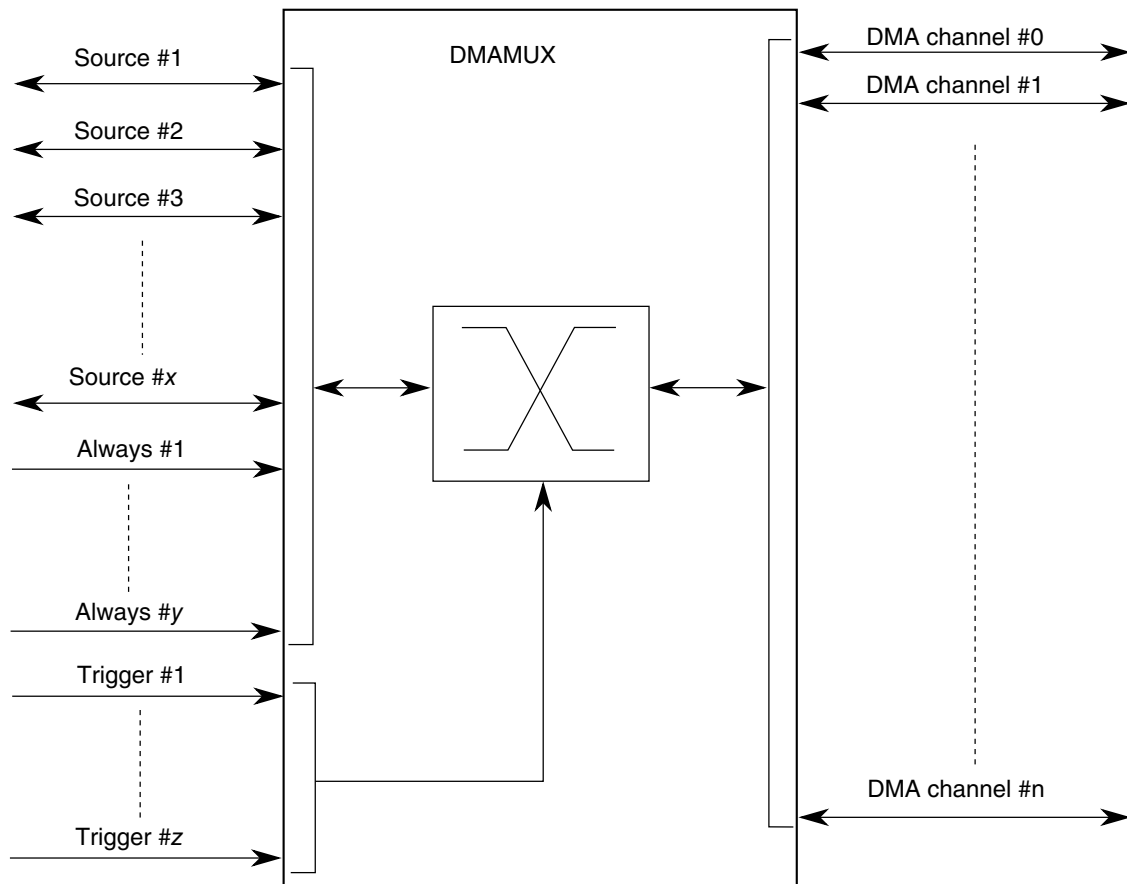 DMAMUX
Source #1
Source #2
Source #3
Source #x
Always #1
Always #y
Trigger #1
Trigger #z
DMA channel #0
DMA channel #1
DMA channel #n